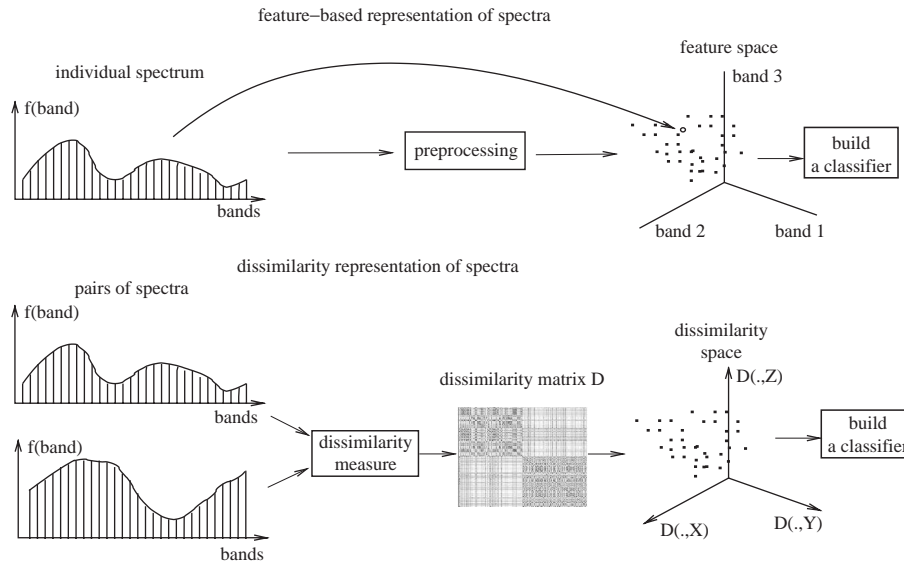 feature−based representation of spectra
individual spectrum
feature space
band 3
f(band)
preprocessing
build
a classifier
bands
band 2
band 1
dissimilarity representation of spectra
pairs of spectra
f(band)
bands
dissimilarity matrix D
dissimilarity
space
D(.,Z)
f(band)
dissimilarity
measure
build
a classifier
bands
D(.,X)
D(.,Y)